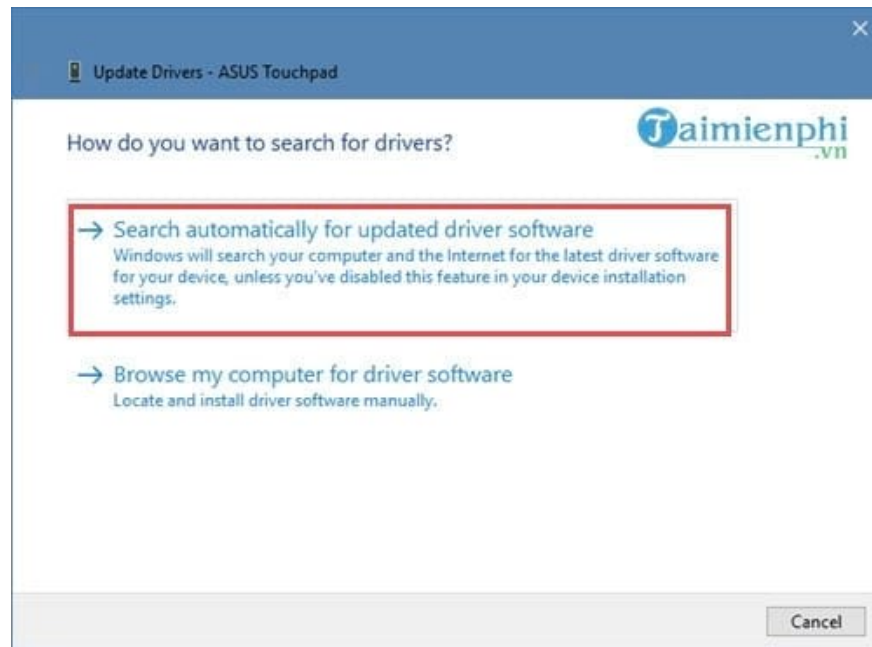 Update Drivers - ASUS Touchpad
Taimienphi
.vn
How do you want to search for drivers?
→ Search automatically for updated driver software
Windows will search your computer and the Internet for the latest driver software
for your device, unless you've disabled this feature in your device installation
settings.
→ Browse my computer for driver software
Locate and install driver software manually.
Cancel